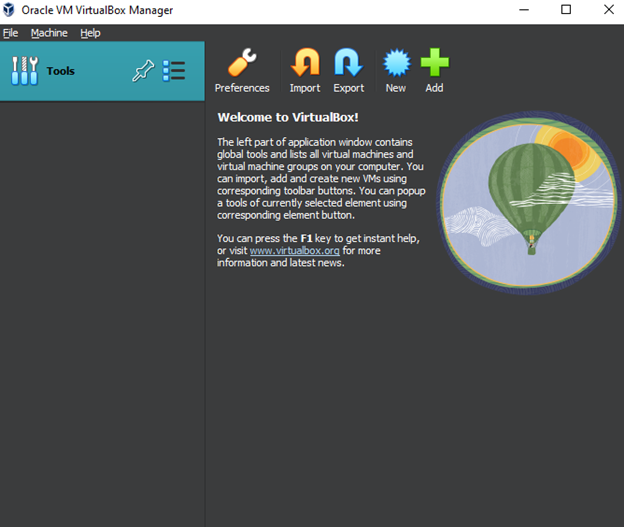 Oracle VM VirtualBox Manager
File Machine Help
Tools
Preferences Import Export New Add
Welcome to VirtualBox!
The left part of application window contains
global tools and lists all virtual machines and
virtual machine groups on your computer. You
can import, add and create new VMs using
corresponding toolbar buttons. You can popup
a tools of currently selected element using
corresponding element button.
You can press the F1 key to get instant help,
or visit www.virtualbox.org for more
information and latest news.